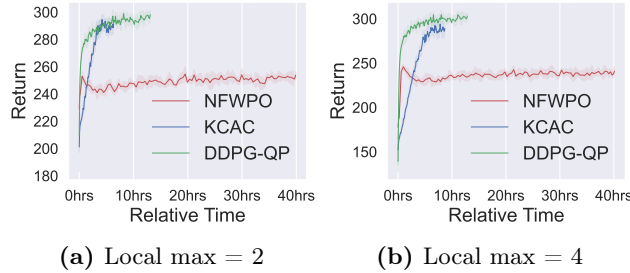 300
280
260
240
220
200
180
Return
NFWPO
KCAC
DDPG-QP
0hrs 10hrs 20hrs 30hrs 40hrs
Relative Time
(a) Local max = 2
300
250
200
150
Return
NFWPO
KCAC
DDPG-QP
0hrs 10hrs 20hrs 30hrs 40hrs
Relative Time
(b) Local max = 4